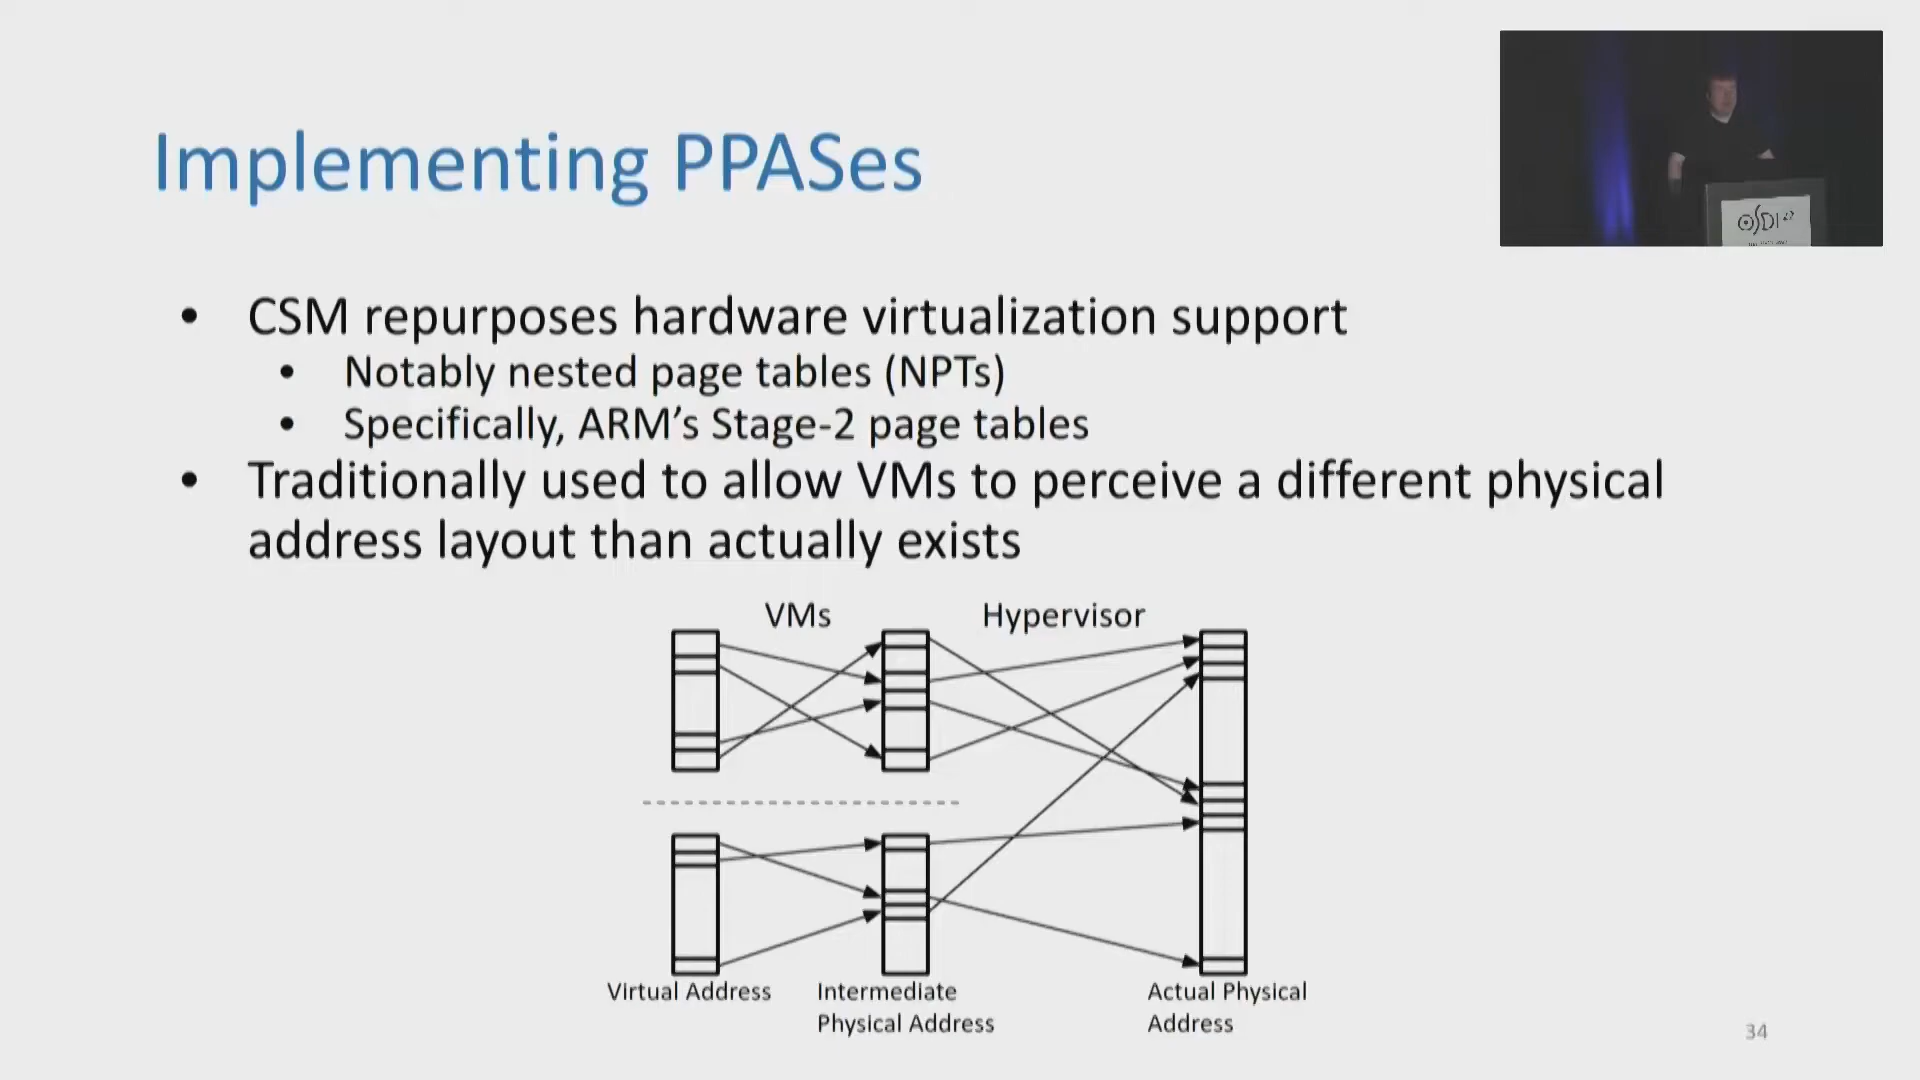 Implementing PPASes
OSDI
• CSM repurposes hardware virtualization support
• Notably nested page tables (NPTs)
• Specifically, ARM’s Stage-2 page tables
• Traditionally used to allow VMs to perceive a different physical
address layout than actually exists
VMs
Hypervisor
Virtual Address
Intermediate
Physical Address
Actual Physical
Address
34